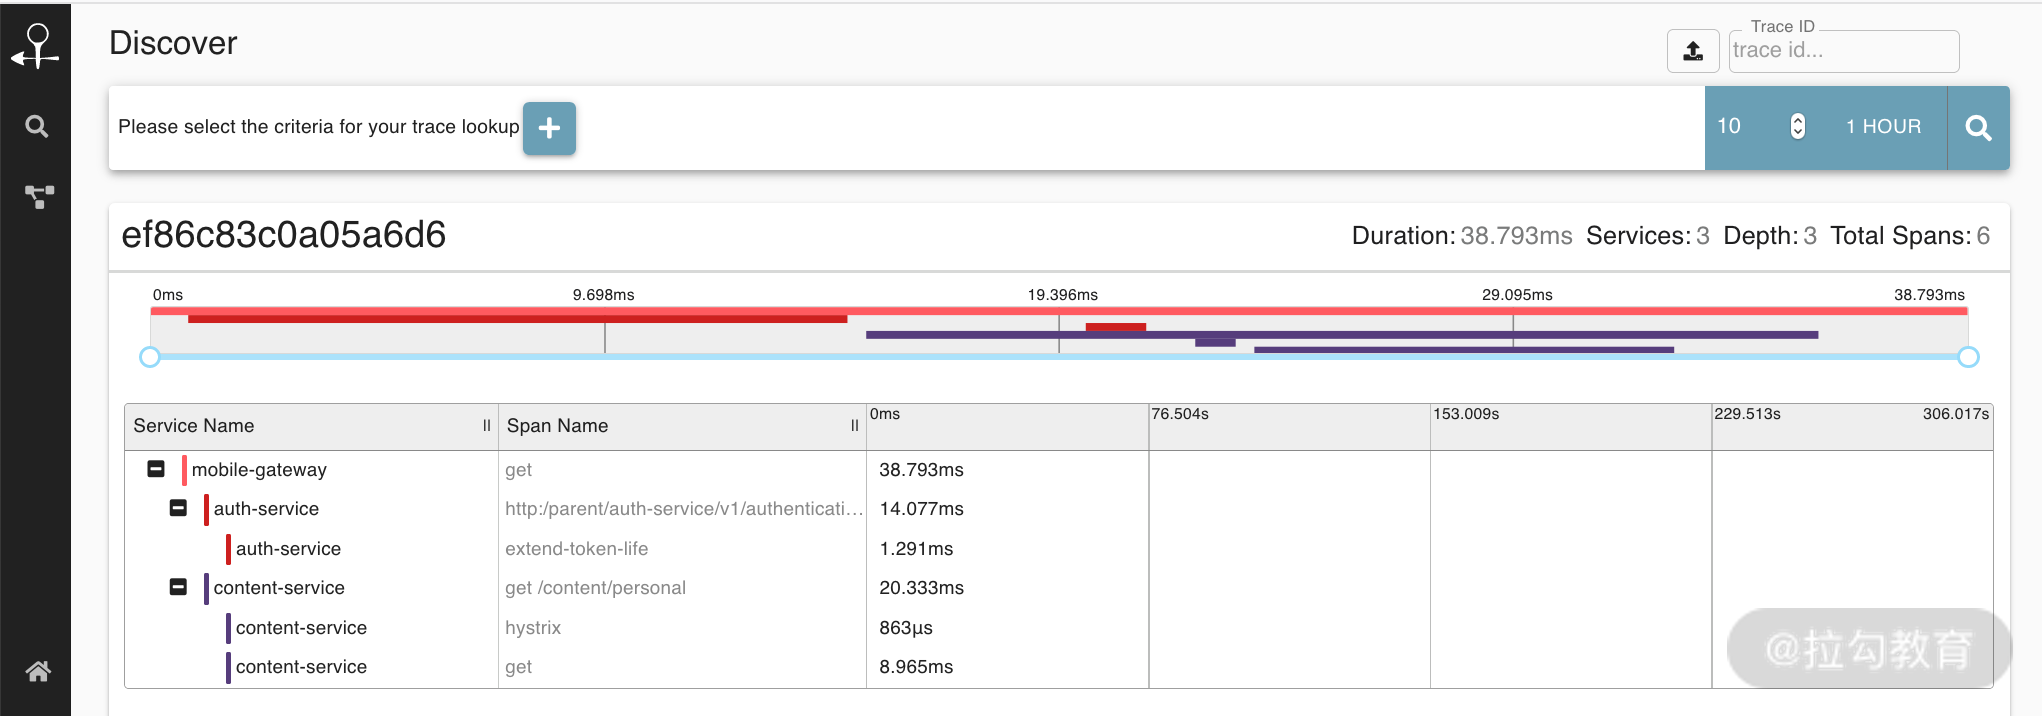 Discover
Trace ID
trace id...
Please select the criteria for your trace lookup
10
1 HOUR
ef86c83c0a05a6d6
Duration: 38.793ms Services: 3 Depth: 3 Total Spans: 6
0ms 9.698ms 19.396ms 29.095ms 38.793ms
Service Name Span Name 0ms 76.504s 153.009s 229.513s 306.017s
mobile-gateway get 38.793ms
auth-service http:/parent/auth-service/v1/authenticati... 14.077ms
auth-service extend-token-life 1.291ms
content-service get /content/personal 20.333ms
content-service hystrix 863μs
content-service get 8.965ms
@拉勾教育